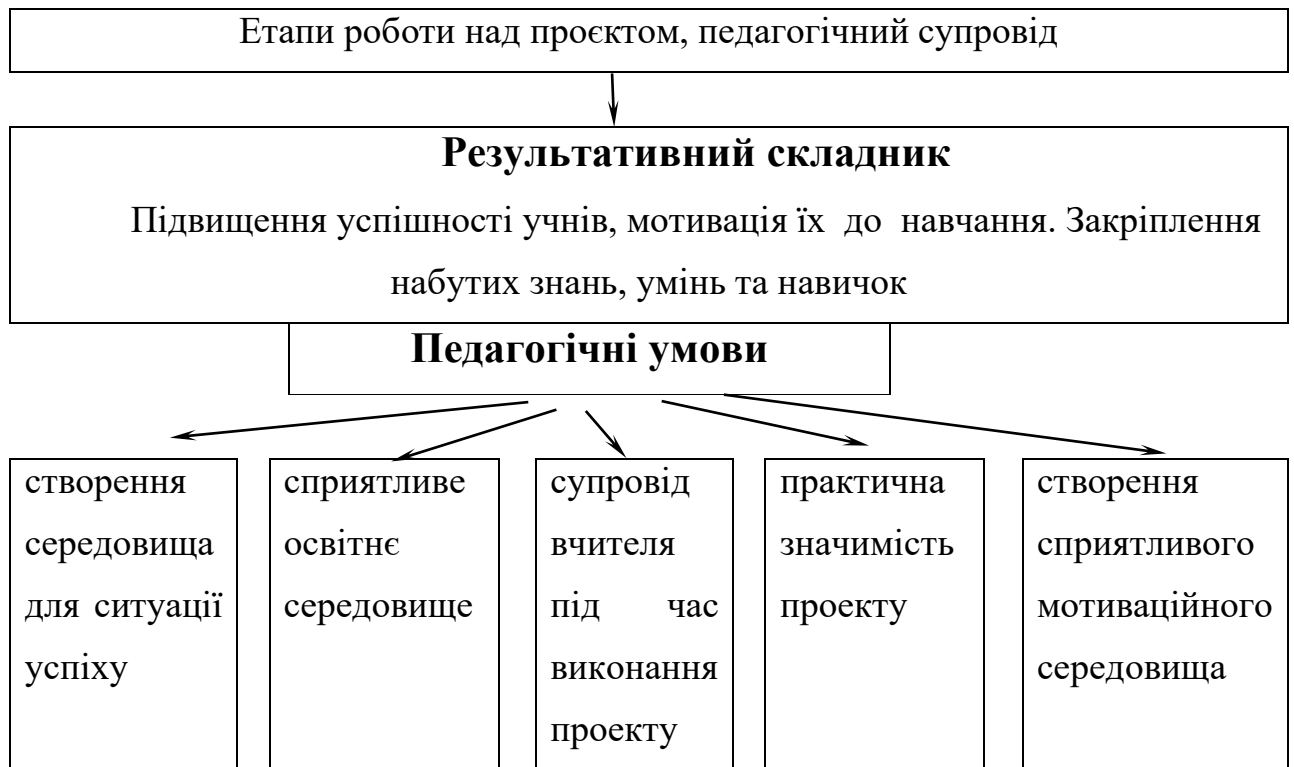 Етапи роботи над проєктом, педагогічний супровід
Результативний складник
Підвищення успішності учнів, мотивація їх до навчання. Закріплення
набутих знань, умінь та навичок
Педагогічні умови
створення
середовища
для ситуації
успіху
сприятливе
освітнє
середовище
супровід
вчителя
під час
виконання
проекту
практична
значимість
проекту
створення
сприятливого
мотиваційного
середовища